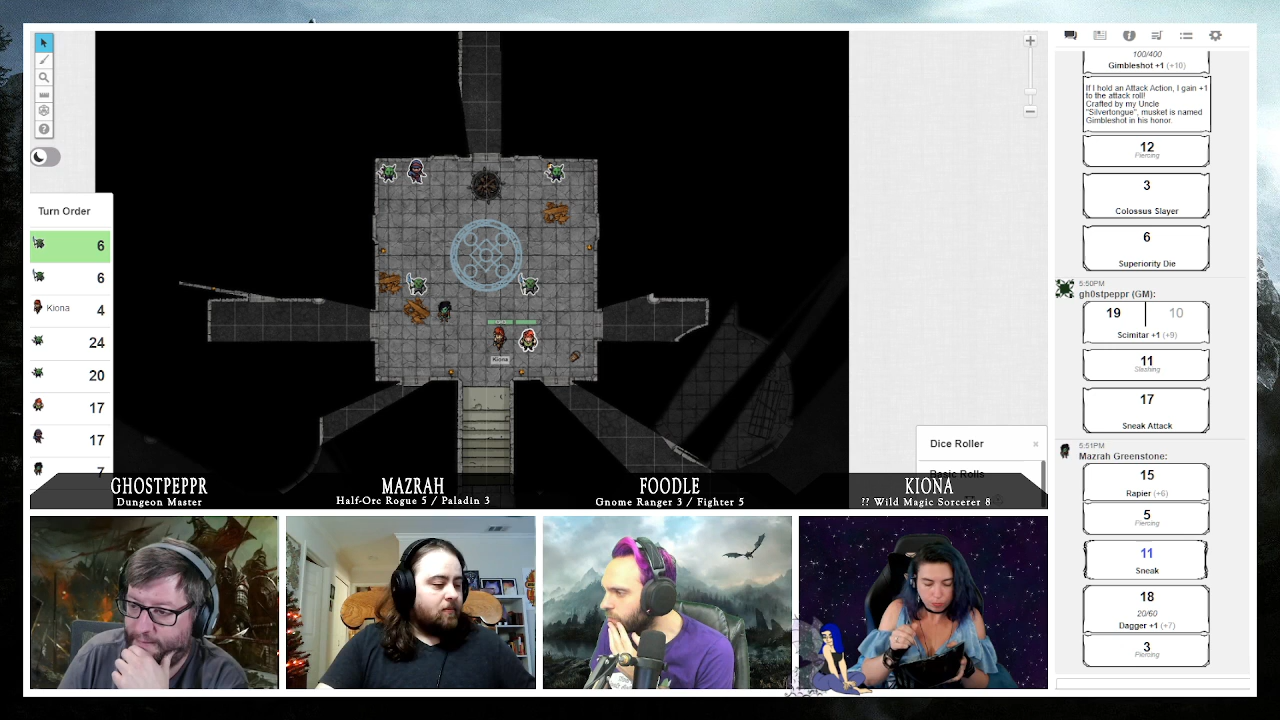 Turn Order
6
6
Kiona
4
24
20
17
17
7
Kiona
Dice Roller
Basic Rolls
100/400
Gimbleshot +1 (+10)
If I hold an Attack Action, I gain +1
to the attack roll!
Crafted by my Uncle
"Silvertongue", musket is named
Gimbleshot in his honor.
12
Piercing
3
Colossus Slayer
6
Superiority Die
5:50PM
gh0stpeppr (GM):
19
10
Scimitar +1 (+9)
11
Slashing
17
Sneak Attack
5:51PM
Mazrah Greenstone:
15
Rapier (+6)
5
Piercing
11
Sneak
18
20/60
Dagger +1 (+7)
3
Piercing
GHOSTPEPPR
Dungeon Master
MAZRAH
Half-Orc Rogue 5 / Paladin 3
FOODLE
Gnome Ranger 3 / Fighter 5
KIONA
?? Wild Magic Sorcerer 8